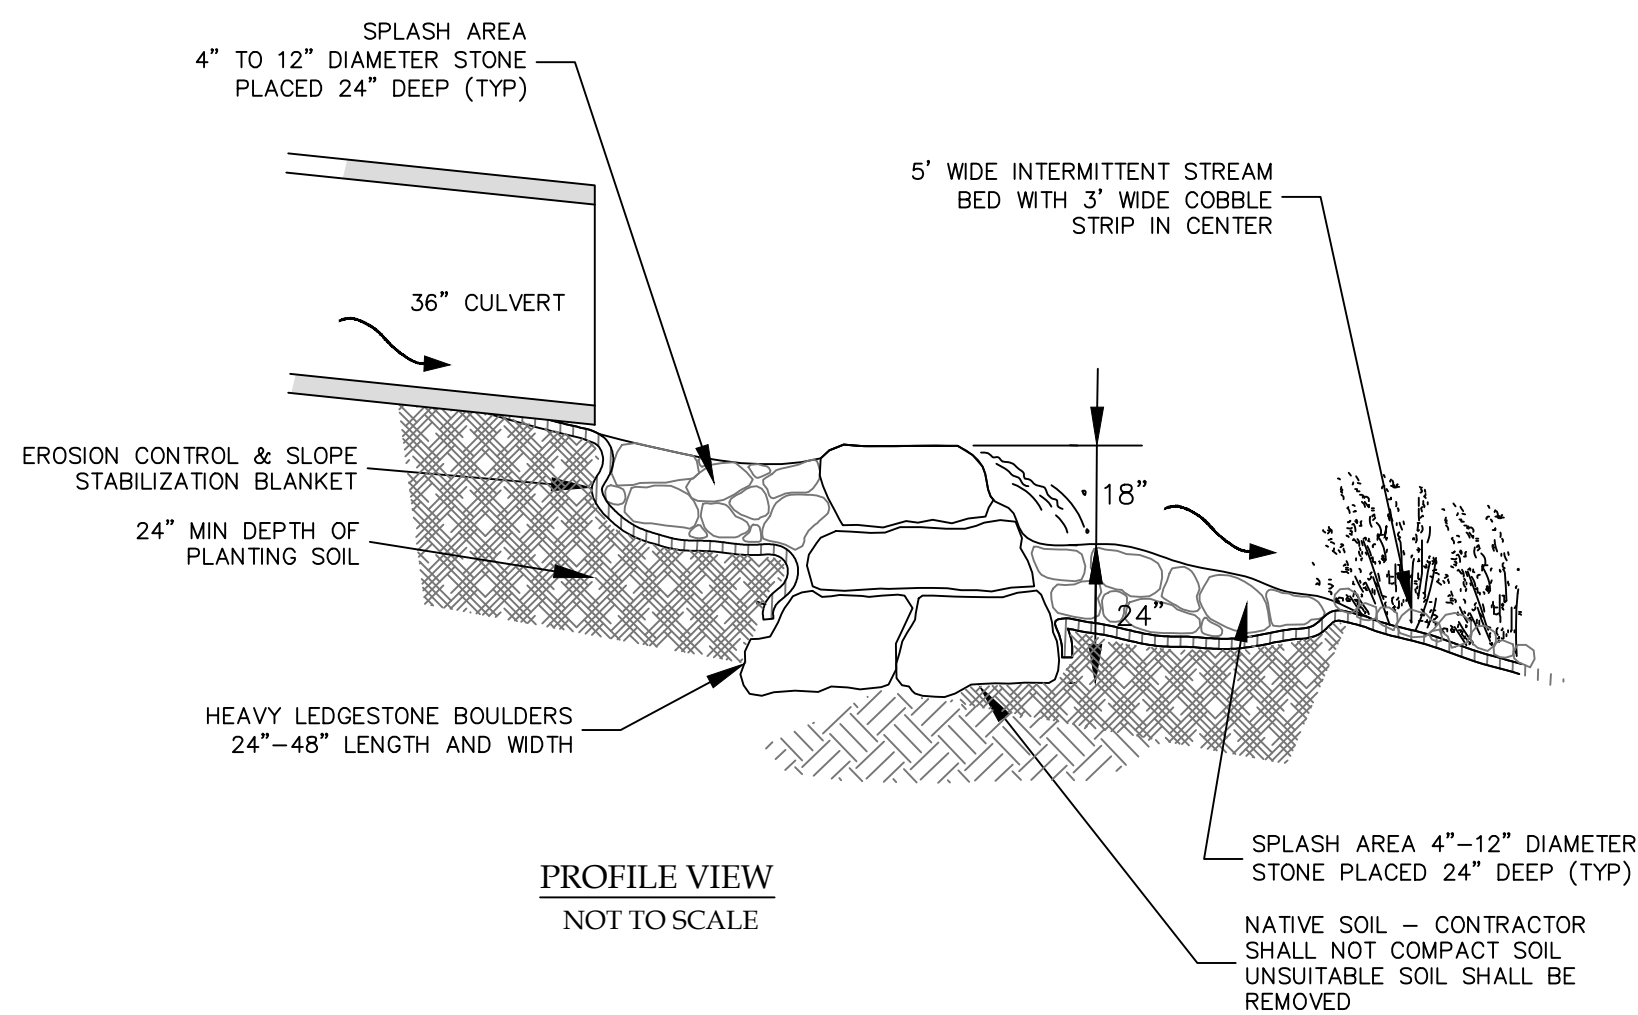 SPLASH AREA
4” TO 12” DIAMETER STONE
PLACED 24” DEEP (TYP)
5’ WIDE INTERMITTENT STREAM
BED WITH 3’ WIDE COBBLE
STRIP IN CENTER
36” CULVERT
EROSION CONTROL & SLOPE
STABILIZATION BLANKET
18”
24” MIN DEPTH OF
PLANTING SOIL
24”
HEAVY LEDGESTONE BOULDERS
24”–48” LENGTH AND WIDTH
SPLASH AREA 4”–12” DIAMETER
STONE PLACED 24” DEEP (TYP)
PROFILE VIEW
NOT TO SCALE
NATIVE SOIL – CONTRACTOR
SHALL NOT COMPACT SOIL
UNSUITABLE SOIL SHALL BE
REMOVED